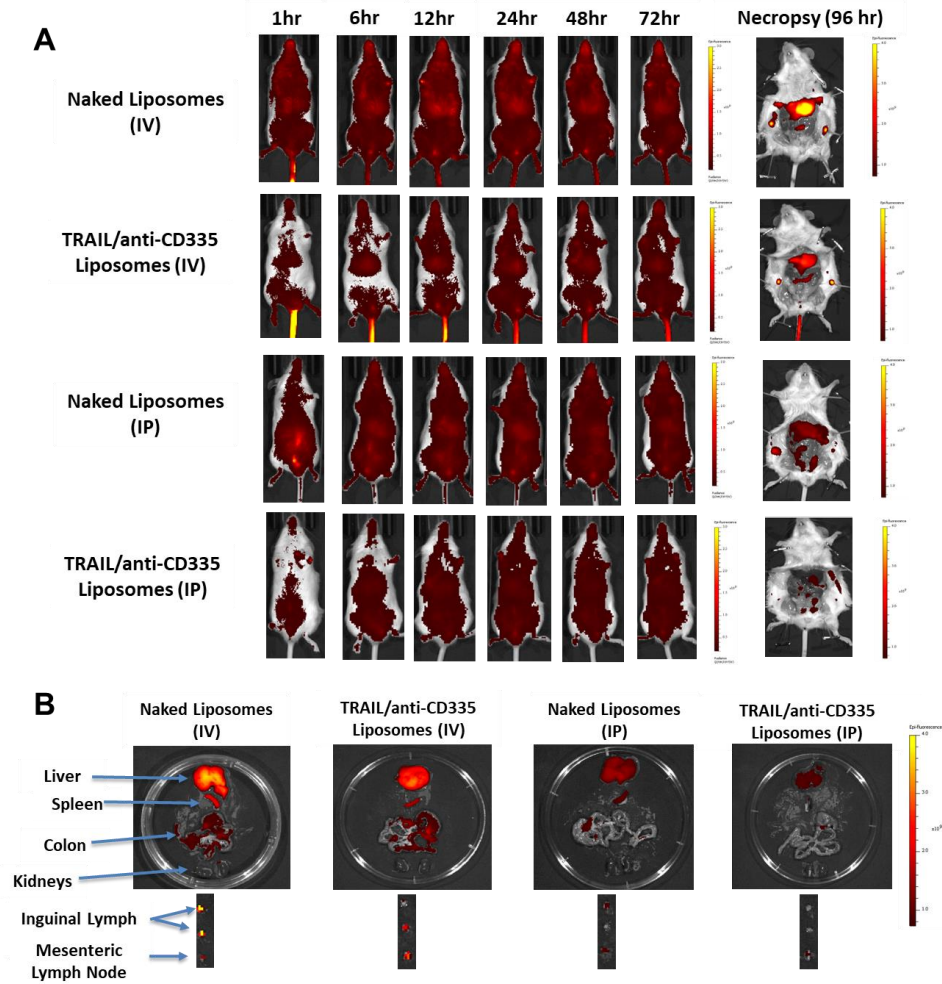 A
1hr 6hr 12hr 24hr 48hr 72hr Necropsy (96 hr)
Naked Liposomes
(IV)
TRAIL/anti-CD335
Liposomes (IV)
Naked Liposomes
(IP)
TRAIL/anti-CD335
Liposomes (IP)
B
Naked Liposomes
(IV)
TRAIL/anti-CD335
Liposomes (IV)
Naked Liposomes
(IP)
TRAIL/anti-CD335
Liposomes (IP)
Liver
Spleen
Colon
Kidneys
Inguinal Lymph
Mesenteric
Lymph Node
Epi-fluorescence
4.0
3.0
2.0
1.0